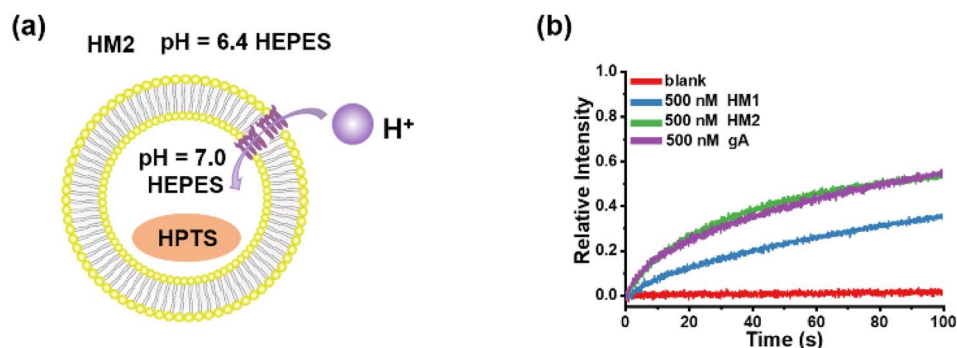 (a)
HM2 pH = 6.4 HEPES
H⁺
pH = 7.0
HEPES
HPTS
(b)
Relative Intensity
1.0
0.8
0.6
0.4
0.2
0.0
blank
500 nM HM1
500 nM HM2
500 nM gA
0 20 40 60 80 100
Time (s)